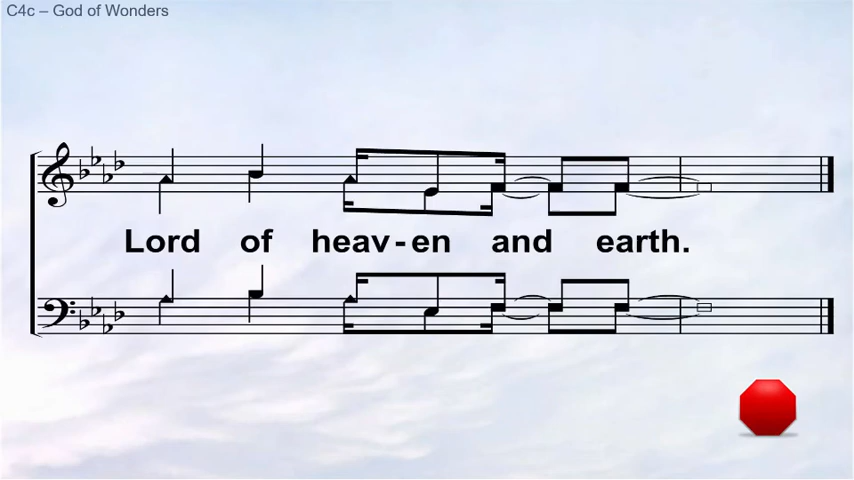 C4c – God of Wonders
Lord of heav-en and earth.